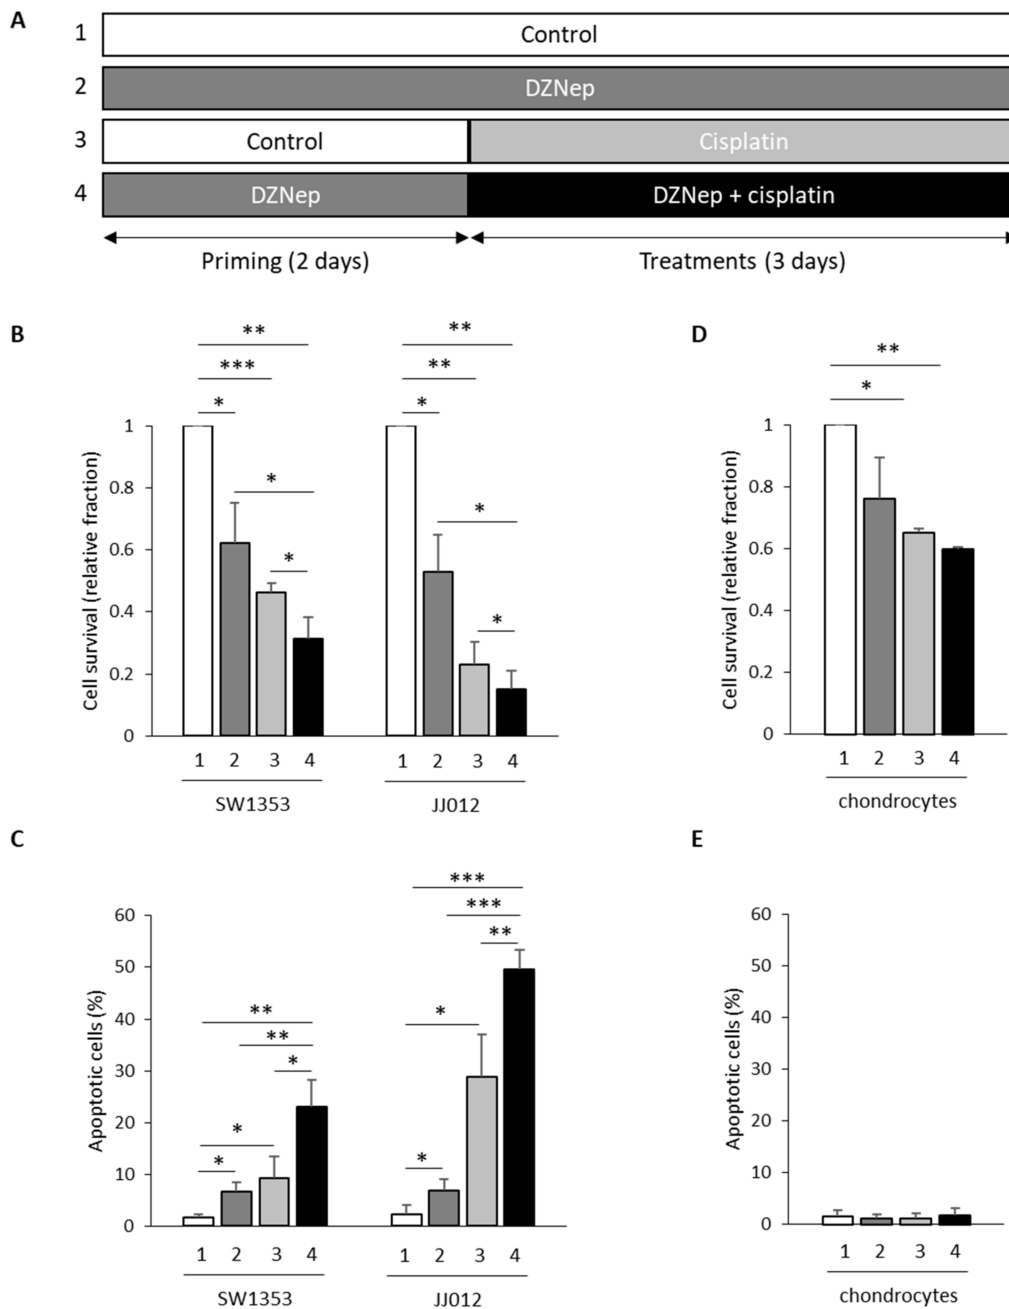 A
1 Control
2 DZNep
3 Control Cisplatin
4 DZNep DZNep + cisplatin
Priming (2 days) Treatments (3 days)
B
Cell survival (relative fraction)
** **
*** **
* *
* *
* *
1
0.8
0.6
0.4
0.2
0
1 2 3 4 1 2 3 4
SW1353 JJ012
D
Cell survival (relative fraction)
**
*
1
0.8
0.6
0.4
0.2
0
1 2 3 4
chondrocytes
C
Apoptotic cells (%)
***
***
**
** *
**
*
*
* *
60
50
40
30
20
10
0
1 2 3 4 1 2 3 4
SW1353 JJ012
E
Apoptotic cells (%)
60
50
40
30
20
10
0
1 2 3 4
chondrocytes